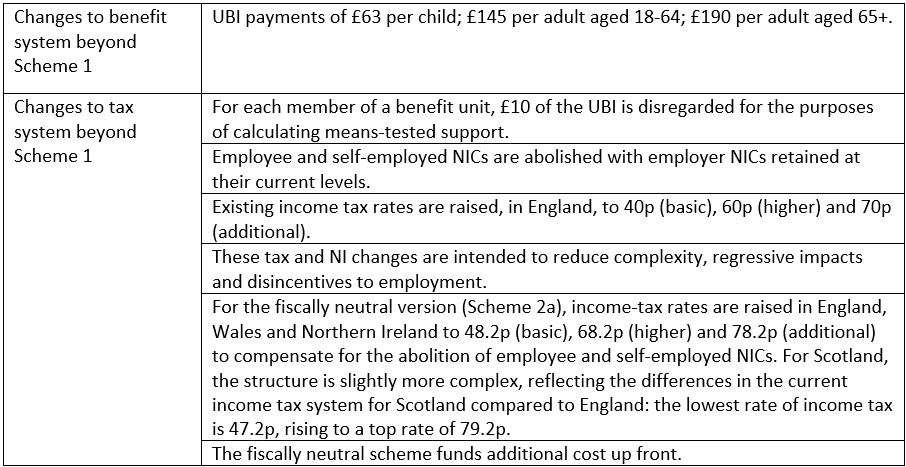 Changes to benefit
system beyond
Scheme 1
UBI payments of £63 per child; £145 per adult aged 18-64; £190 per adult aged 65+.
Changes to tax
system beyond
Scheme 1
For each member of a benefit unit, £10 of the UBI is disregarded for the purposes
of calculating means-tested support.
Employee and self-employed NICs are abolished with employer NICs retained at
their current levels.
Existing income tax rates are raised, in England, to 40p (basic), 60p (higher) and 70p
(additional).
These tax and NI changes are intended to reduce complexity, regressive impacts
and disincentives to employment.
For the fiscally neutral version (Scheme 2a), income-tax rates are raised in England,
Wales and Northern Ireland to 48.2p (basic), 68.2p (higher) and 78.2p (additional)
to compensate for the abolition of employee and self-employed NICs. For Scotland,
the structure is slightly more complex, reflecting the differences in the current
income tax system for Scotland compared to England: the lowest rate of income tax
is 47.2p, rising to a top rate of 79.2p.
The fiscally neutral scheme funds additional cost up front.